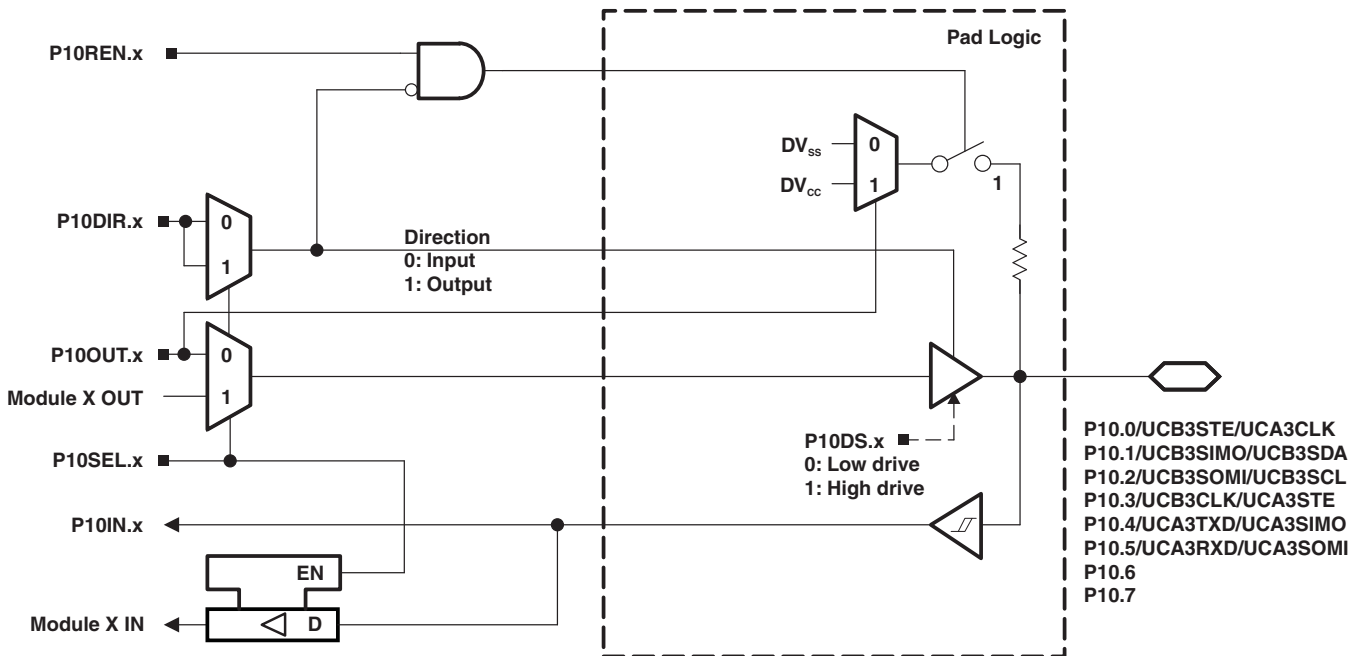 Pad Logic
P10REN.x
DVSS
0
DVCC
1
1
P10DIR.x
0
1
Direction
0: Input
1: Output
P10OUT.x
0
Module X OUT
1
P10SEL.x
P10DS.x
0: Low drive
1: High drive
P10IN.x
EN
Module X IN
D
P10.0/UCB3STE/UCA3CLK
P10.1/UCB3SIMO/UCB3SDA
P10.2/UCB3SOMI/UCB3SCL
P10.3/UCB3CLK/UCA3STE
P10.4/UCA3TXD/UCA3SIMO
P10.5/UCA3RXD/UCA3SOMI
P10.6
P10.7